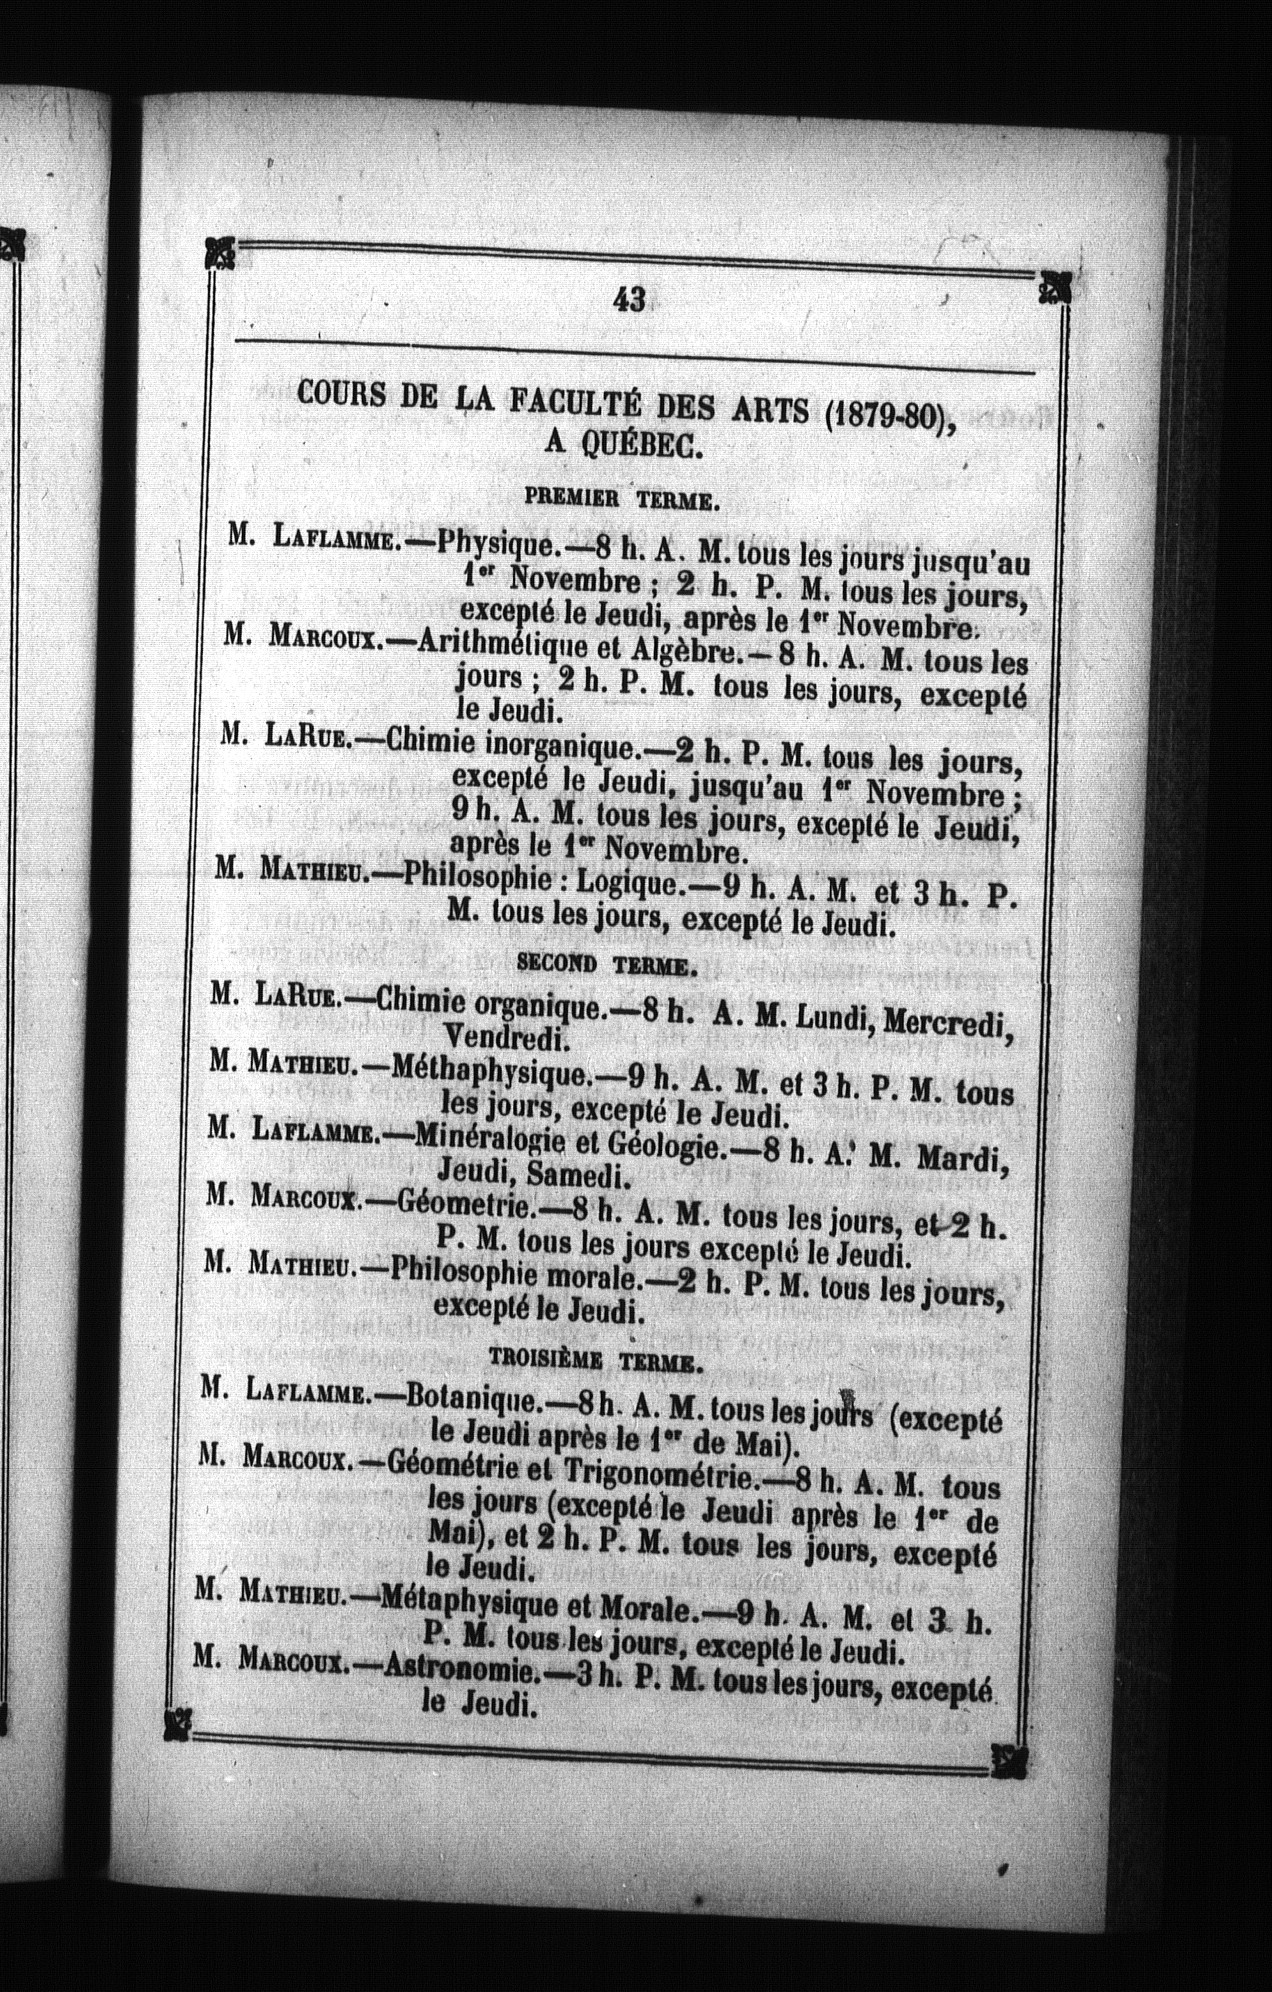 43
COURS DE LA FACULTÉ DES ARTS (1879-80),
A QUÉBEC.
PREMIER TERME.
M. LAFLAMME.—Physique.—8 h. A. M. tous les jours jusqu'au
1er Novembre ; 2 h. P. M. tous les jours,
excepté le Jeudi, après le 1er Novembre.
M. MARCOUX.—Arithmétique et Algèbre.—8 h. A. M. tous les
jours ; 2 h. P. M. tous les jours, excepté
le Jeudi.
M. LARUE.—Chimie inorganique.—2 h. P. M. tous les jours,
excepté le Jeudi, jusqu'au 1er Novembre ;
9 h. A. M. tous les jours, excepté le Jeudi,
après le 1er Novembre.
M. MATHIEU.—Philosophie : Logique.—9 h. A. M. et 3 h. P.
M. tous les jours, excepté le Jeudi.
SECOND TERME.
M. LARUE.—Chimie organique.—8 h. A. M. Lundi, Mercredi,
Vendredi.
M. MATHIEU.—Méthaphysique.—9 h. A. M. et 3 h. P. M. tous
les jours, excepté le Jeudi.
M. LAFLAMME.—Minéralogie et Géologie.—8 h. A. M. Mardi,
Jeudi, Samedi.
M. MARCOUX.—Géometrie.—8 h. A. M. tous les jours, et 2 h.
P. M. tous les jours excepté le Jeudi.
M. MATHIEU.—Philosophie morale.—2 h. P. M. tous les jours,
excepté le Jeudi.
TROISIÈME TERME.
M. LAFLAMME.—Botanique.—8 h. A. M. tous les jours (excepté
le Jeudi après le 1er de Mai).
M. MARCOUX.—Géométrie et Trigonométrie.—8 h. A. M. tous
les jours (excepté le Jeudi après le 1er de
Mai), et 2 h. P. M. tous les jours, excepté
le Jeudi.
M. MATHIEU.—Métaphysique et Morale.—9 h. A. M. et 3 h.
P. M. tous les jours, excepté le Jeudi.
M. MARCOUX.—Astronomie.—3 h. P. M. tous les jours, excepté
le Jeudi.